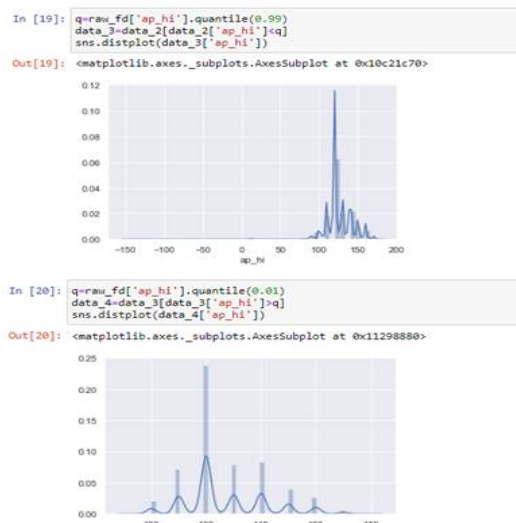 In [19]: q=raw_fd['ap_hi'].quantile(0.99)
data_3=data_2[data_2['ap_hi']<q]
sns.distplot(data_3['ap_hi'])
Out[19]: <matplotlib.axes._subplots.AxesSubplot at 0x10c21c70>
0.12
0.10
0.08
0.06
0.04
0.02
0.00
-150 -100 -50 0 50 100 150 200
ap_hi
In [20]: q=raw_fd['ap_hi'].quantile(0.01)
data_4=data_3[data_3['ap_hi']>q]
sns.distplot(data_4['ap_hi'])
Out[20]: <matplotlib.axes._subplots.AxesSubplot at 0x11298880>
0.25
0.20
0.15
0.10
0.05
0.00